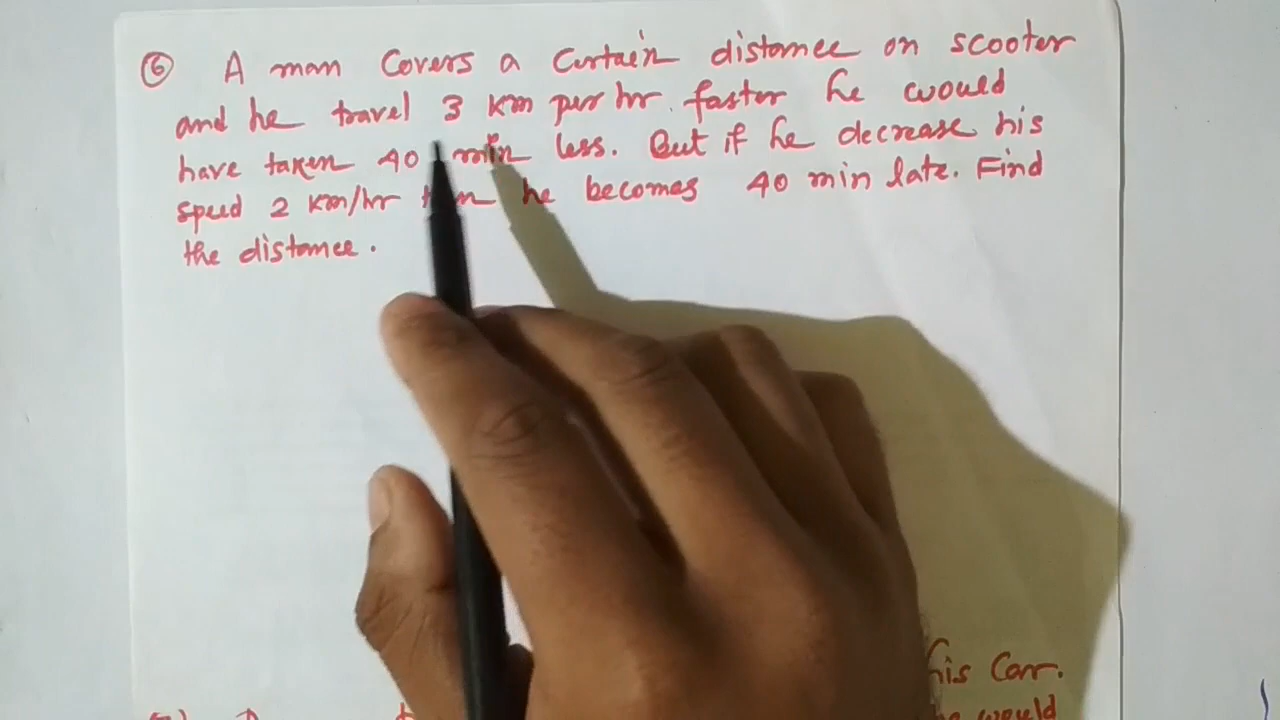 ⑥ A man Covers a Certain distance on scooter
and he travel 3 km per hr faster he would
have taken 40 min less. But if he decrease his
speed 2 km/hr he becomes 40 min late. Find
the distance.
his Car.
would